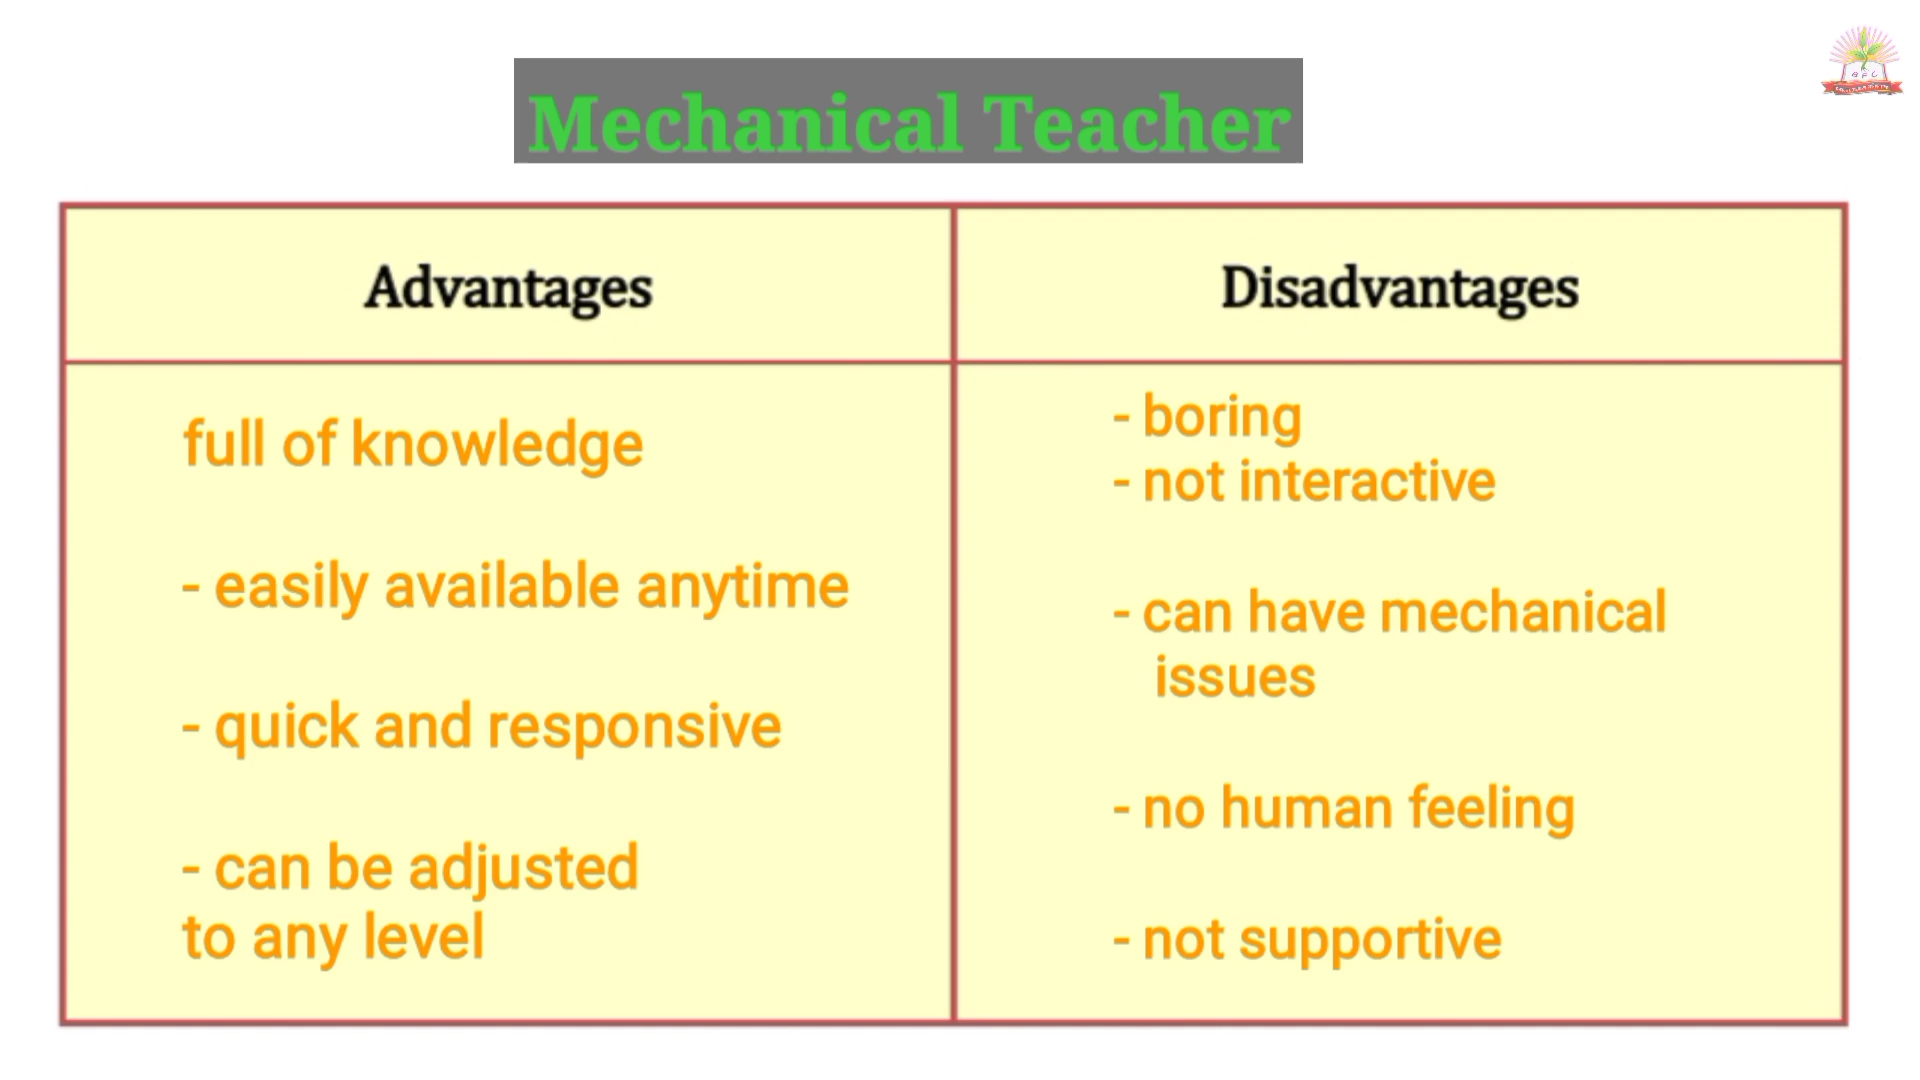 Mechanical Teacher
Advantages
Disadvantages
full of knowledge
- easily available anytime
- quick and responsive
- can be adjusted
to any level
- boring
- not interactive
- can have mechanical
issues
- no human feeling
- not supportive